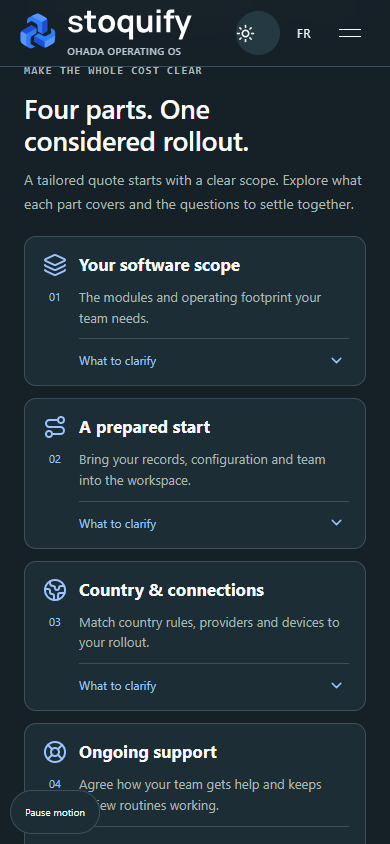 stoquify
OHADA OPERATING OS
FR
MAKE THE WHOLE COST CLEAR
Four parts. One
considered rollout.
A tailored quote starts with a clear scope. Explore what
each part covers and the questions to settle together.
Your software scope
01
The modules and operating footprint your
team needs.
What to clarify
A prepared start
02
Bring your records, configuration and team
into the workspace.
What to clarify
Country & connections
03
Match country rules, providers and devices to
your rollout.
What to clarify
Ongoing support
04
Agree how your team gets help and keeps
routines working.
Pause motion